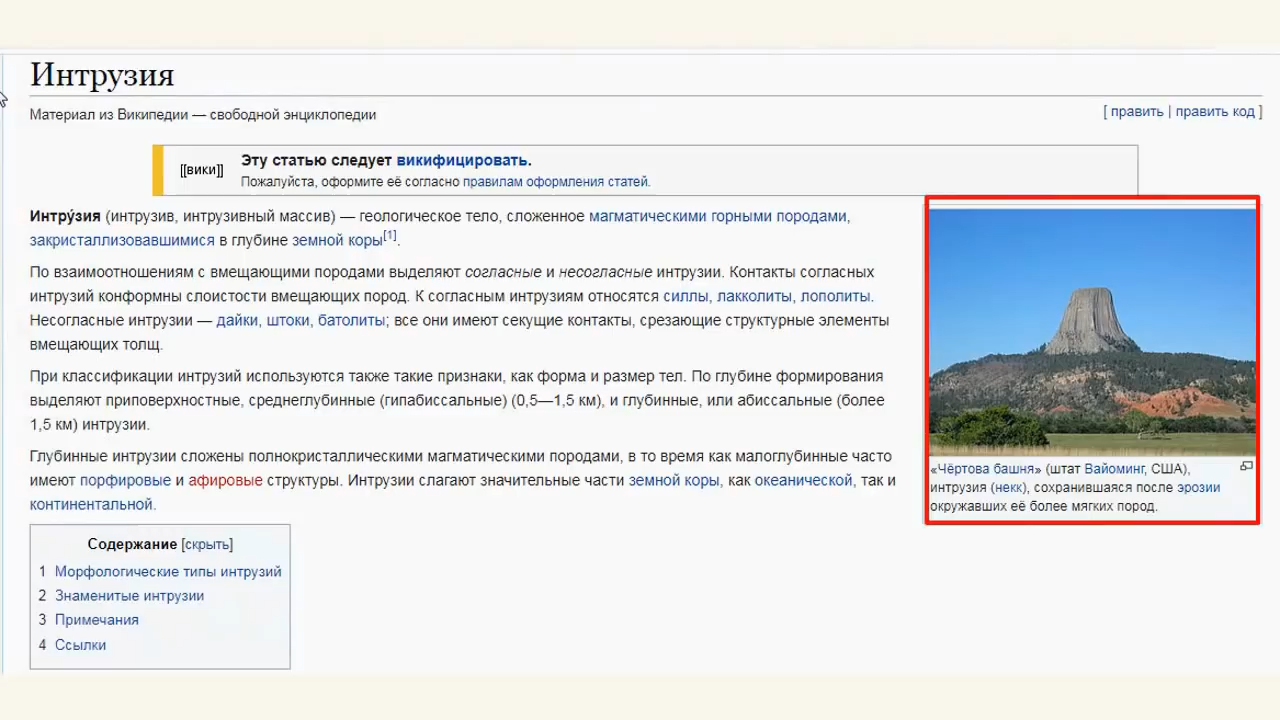 Интрузия
Материал из Википедии — свободной энциклопедии
[ править | править код ]
[[вики]]
Эту статью следует викифицировать.
Пожалуйста, оформите её согласно правилам оформления статей.
Интру́зия (интрузив, интрузивный массив) — геологическое тело, сложенное магматическими горными породами,
закристаллизовавшимися в глубине земной коры[1].
По взаимоотношениям с вмещающими породами выделяют согласные и несогласные интрузии. Контакты согласных
интрузий конформны слоистости вмещающих пород. К согласным интрузиям относятся силлы, лакколиты, лополиты.
Несогласные интрузии — дайки, штоки, батолиты; все они имеют секущие контакты, срезающие структурные элементы
вмещающих толщ.
При классификации интрузий используются также такие признаки, как форма и размер тел. По глубине формирования
выделяют приповерхностные, среднеглубинные (гипабиссальные) (0,5—1,5 км), и глубинные, или абиссальные (более
1,5 км) интрузии.
Глубинные интрузии сложены полнокристаллическими магматическими породами, в то время как малоглубинные часто
имеют порфировые и афировые структуры. Интрузии слагают значительные части земной коры, как океанической, так и
континентальной.
«Чёртова башня» (штат Вайоминг, США),
интрузия (некк), сохранившаяся после эрозии
окружавших её более мягких пород.
Содержание [скрыть]
1 Морфологические типы интрузий
2 Знаменитые интрузии
3 Примечания
4 Ссылки